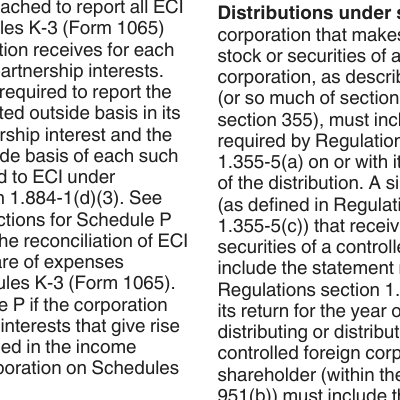 ached to report all ECI
les K-3 (Form 1065)
tion receives for each
artnership interests.
required to report the
ted outside basis in its
rship interest and the
de basis of each such
d to ECI under
n 1.884-1(d)(3). See
ctions for Schedule P
he reconciliation of ECI
are of expenses
ules K-3 (Form 1065).
e P if the corporation
interests that give rise
ed in the income
poration on Schedules
Distributions under s
corporation that makes
stock or securities of a
corporation, as describ
(or so much of section
section 355), must incl
required by Regulation
1.355-5(a) on or with it
of the distribution. A si
(as defined in Regulati
1.355-5(c)) that receiv
securities of a controlle
include the statement
Regulations section 1.
its return for the year o
distributing or distribut
controlled foreign corp
shareholder (within the
951(b)) must include th